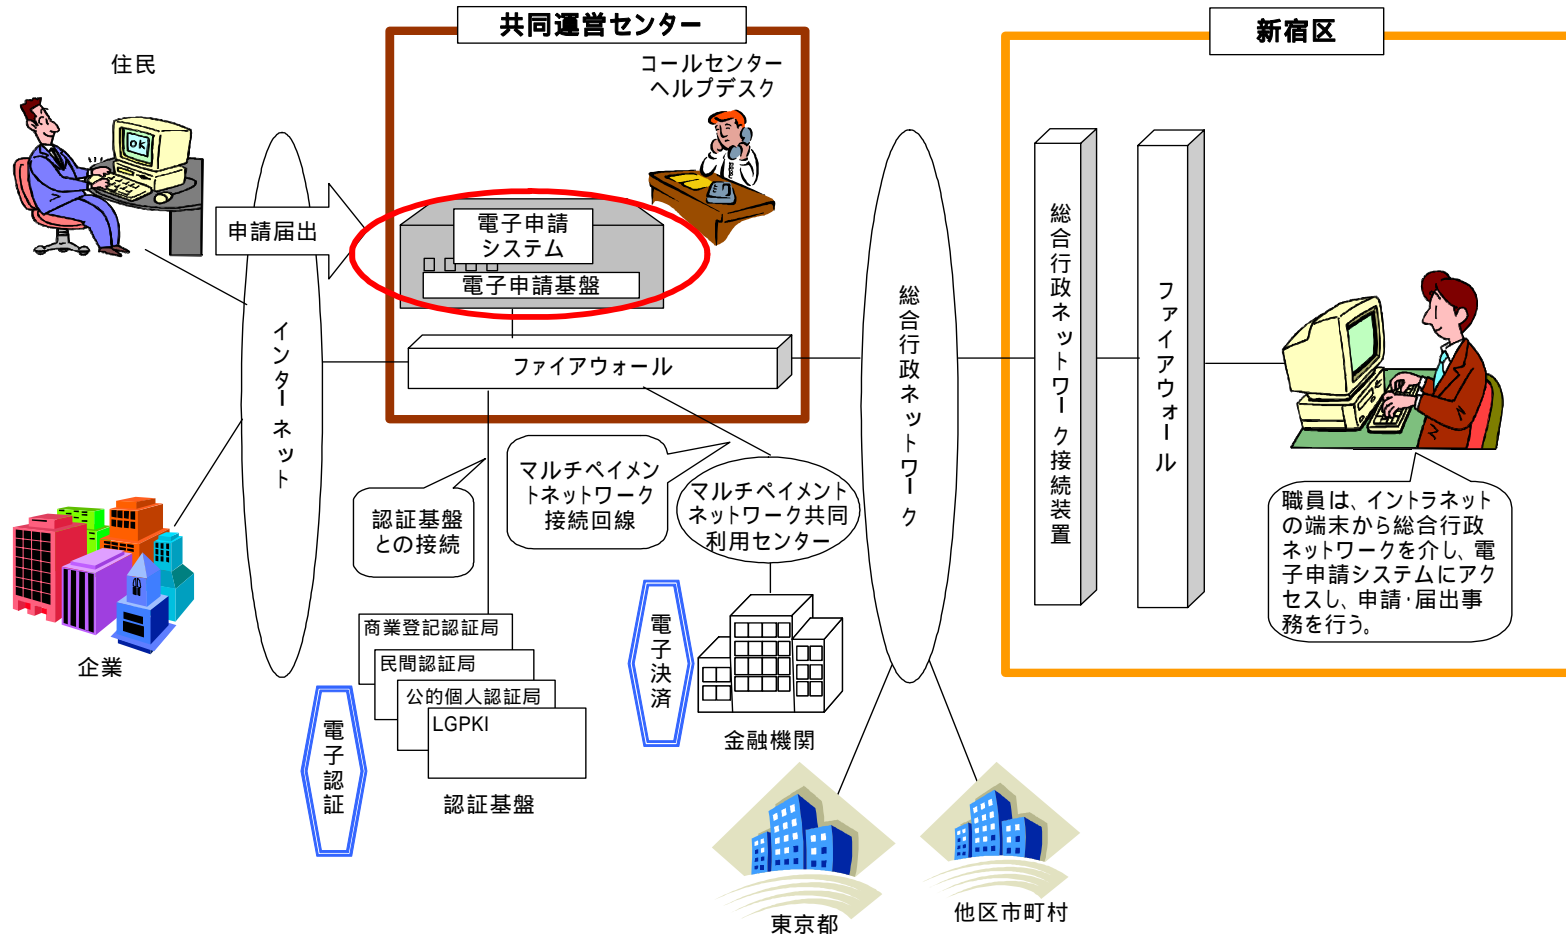 共同運営センター
新宿区
住民
コールセンター
ヘルプデスク
OK
申請届出
電子申請
システム
電子申請基盤
インターネット
ファイアウォール
総合行政ネットワーク
総合行政ネットワーク接続装置
ファイアウォール
マルチペイメン
トネットワーク
接続回線
認証基盤
との接続
マルチペイメント
ネットワーク共同
利用センター
職員は、イントラネット
の端末から総合行政
ネットワークを介し、電
子申請システムにアク
セスし、申請・届出事
務を行う。
企業
商業登記認証局
民間認証局
公的個人認証局
LGPKI
電子認証
認証基盤
電子決済
金融機関
東京都
他区市町村